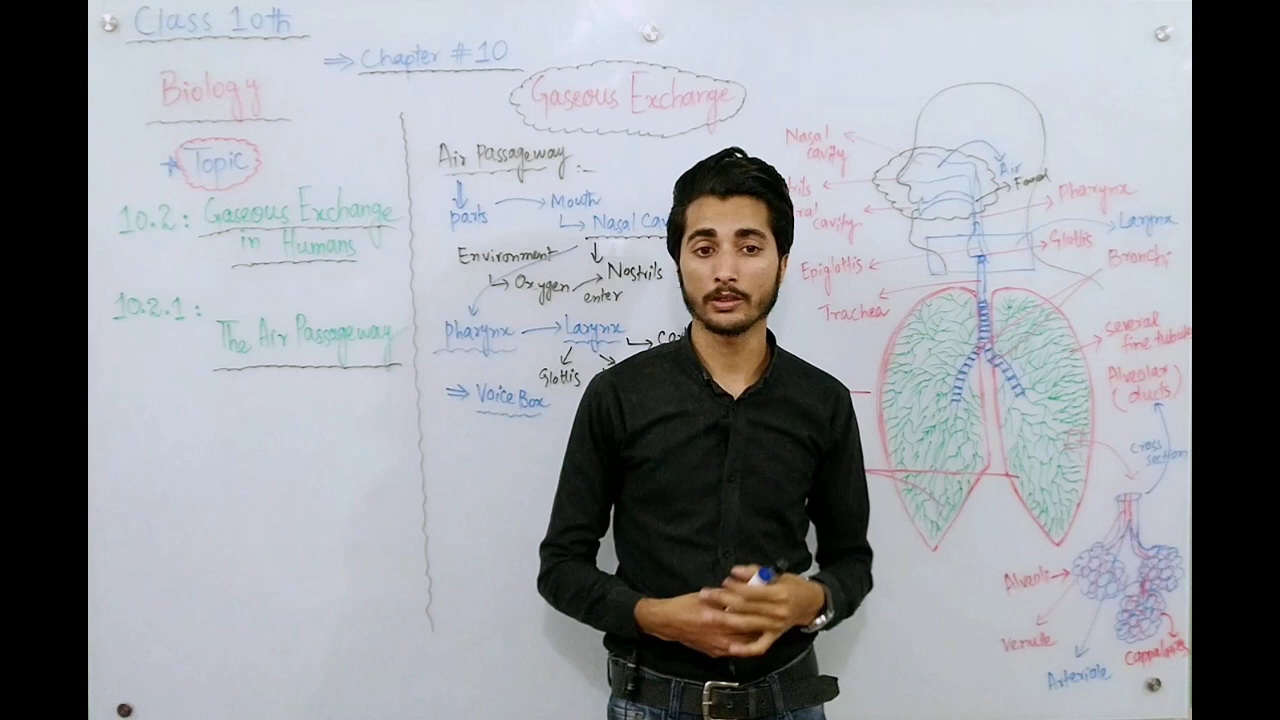 Class 10th
⇒ Chapter # 10
Biology
Gaseous Exchange
Topic
10.2: Gaseous Exchange
in Humans
10.2.1:
The Air Passageway
Air Passageway :-
parts
Mouth
Nasal
Environment
Nostrils
Oxygen
enter
Pharynx
Larynx
Glottis
⇒ Voice Box
Nasal
cavity
Air
Food
Pharynx
cavity
Larynx
Glottis
Epiglottis
Bronchi
Trachea
several
fine
Alveolar
(ducts)
cross
section
Alveoli
Venule
Arteriole
Cappalaries